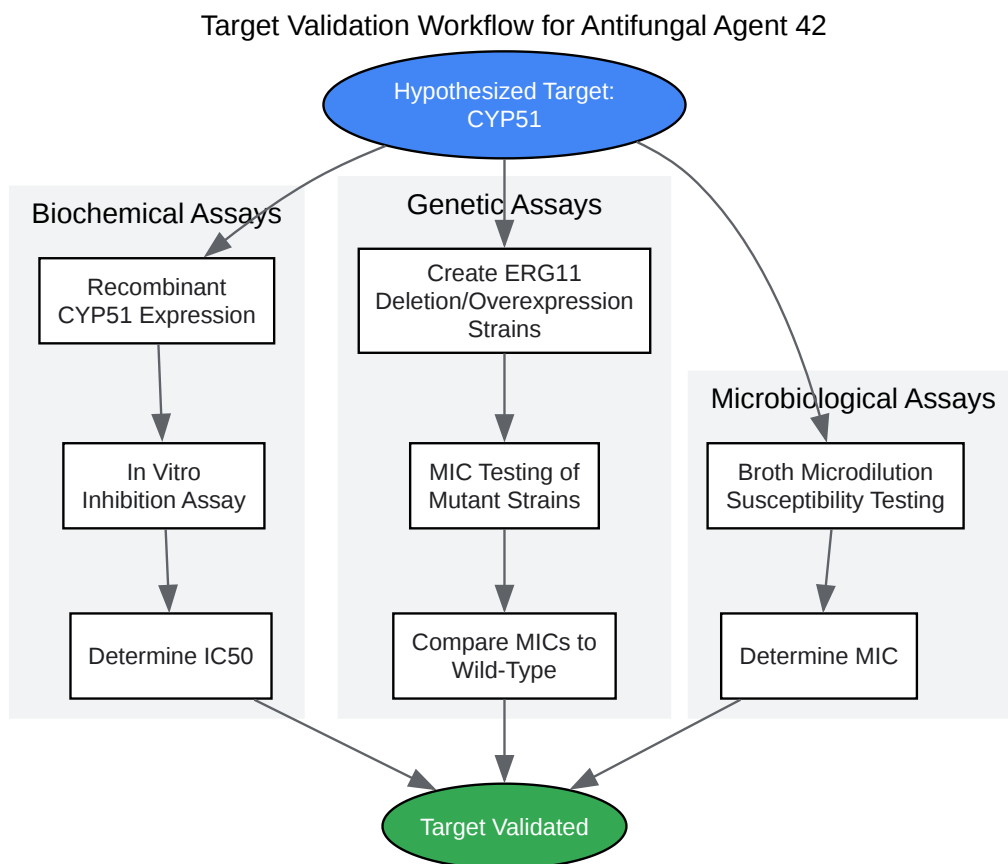 Target Validation Workflow for Antifungal Agent 42
Hypothesized Target:
CYP51
Biochemical Assays
Recombinant
CYP51 Expression
In Vitro
Inhibition Assay
Determine IC50
Genetic Assays
Create ERG11
Deletion/Overexpression
Strains
MIC Testing of
Mutant Strains
Compare MICs to
Wild-Type
Microbiological Assays
Broth Microdilution
Susceptibility Testing
Determine MIC
Target Validated